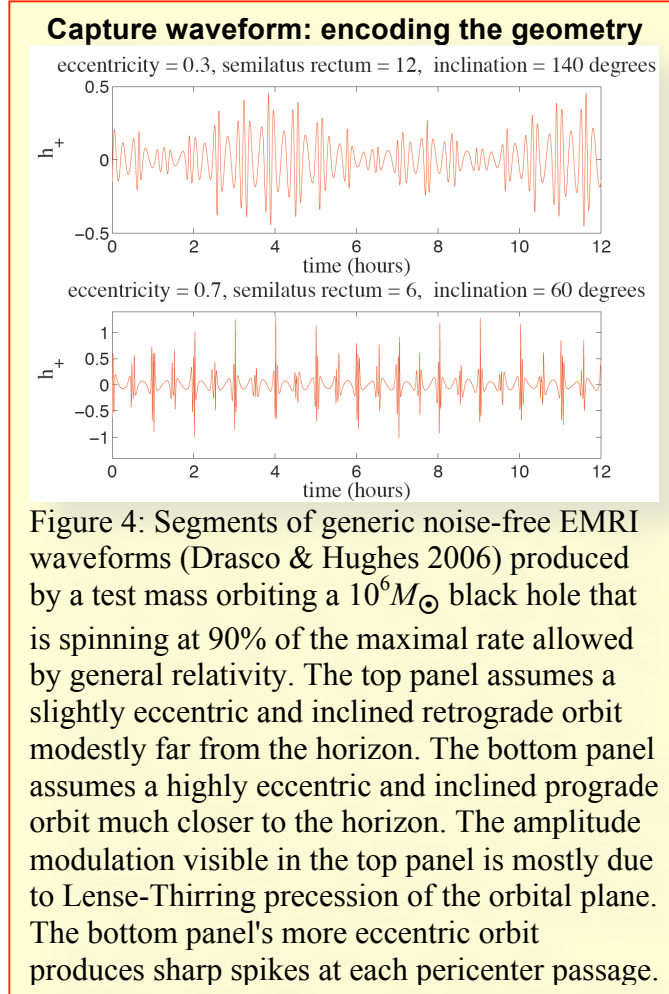 Capture waveform: encoding the geometry
eccentricity = 0.3, semilatus rectum = 12, inclination = 140 degrees
0.5
0
−0.5
h+
0 2 4 6 8 10 12
time (hours)
eccentricity = 0.7, semilatus rectum = 6, inclination = 60 degrees
1
0.5
0
−0.5
−1
h+
0 2 4 6 8 10 12
time (hours)
Figure 4: Segments of generic noise-free EMRI
waveforms (Drasco & Hughes 2006) produced
by a test mass orbiting a 10⁶M☉ black hole that
is spinning at 90% of the maximal rate allowed
by general relativity. The top panel assumes a
slightly eccentric and inclined retrograde orbit
modestly far from the horizon. The bottom panel
assumes a highly eccentric and inclined prograde
orbit much closer to the horizon. The amplitude
modulation visible in the top panel is mostly due
to Lense-Thirring precession of the orbital plane.
The bottom panel's more eccentric orbit
produces sharp spikes at each pericenter passage.